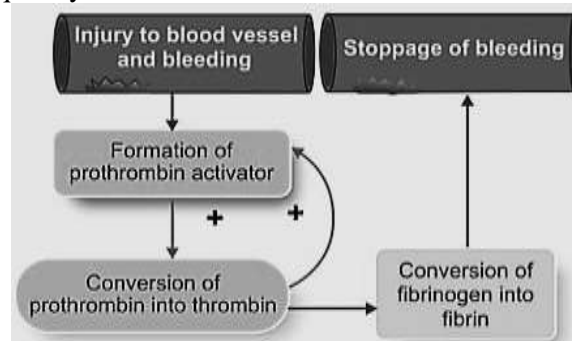 Injury to blood vessel
and bleeding
Stoppage of bleeding
Formation of
prothrombin activator
+
+
Conversion of
prothrombin into thrombin
Conversion of
fibrinogen into
fibrin